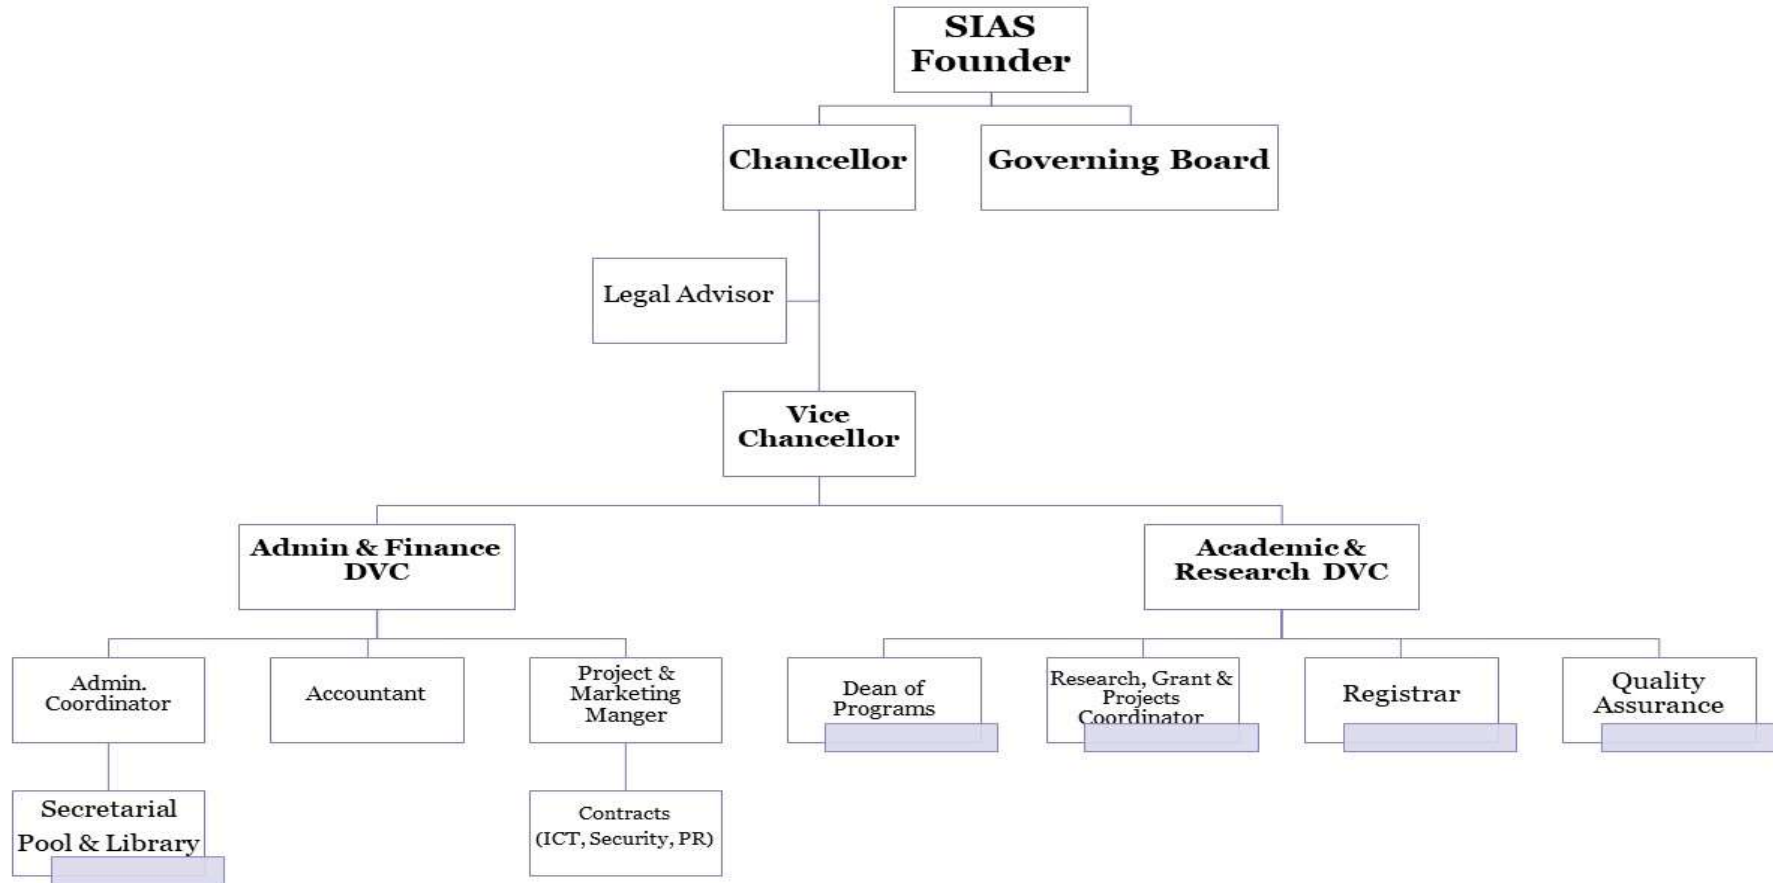 SIAS
Founder
Chancellor
Governing Board
Legal Advisor
Vice
Chancellor
Admin & Finance
DVC
Academic &
Research DVC
Admin.
Coordinator
Accountant
Project &
Marketing
Manger
Dean of
Programs
Research, Grant &
Projects
Coordinator
Registrar
Quality
Assurance
Secretarial
Pool & Library
Contracts
(ICT, Security, PR)